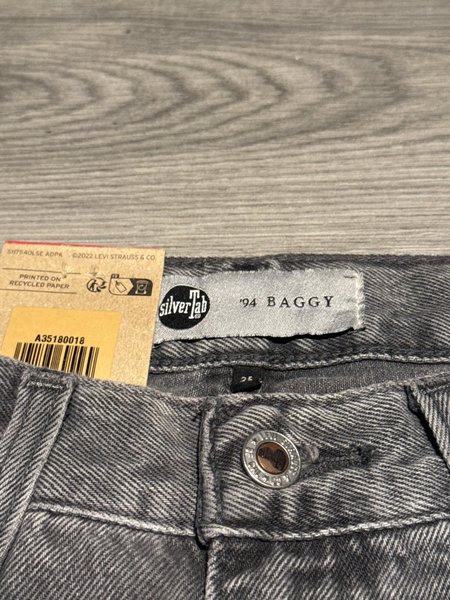 ©2022 LEVI STRAUSS & CO.
PRINTED ON
RECYCLED PAPER
A35180018
silverTab
'94 BAGGY